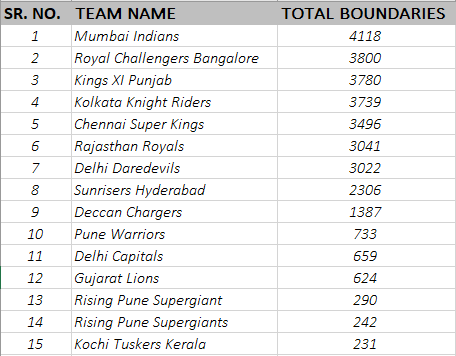 SR. NO. TEAM NAME TOTAL BOUNDARIES
1 Mumbai Indians 4118
2 Royal Challengers Bangalore 3800
3 Kings XI Punjab 3780
4 Kolkata Knight Riders 3739
5 Chennai Super Kings 3496
6 Rajasthan Royals 3041
7 Delhi Daredevils 3022
8 Sunrisers Hyderabad 2306
9 Deccan Chargers 1387
10 Pune Warriors 733
11 Delhi Capitals 659
12 Gujarat Lions 624
13 Rising Pune Supergiant 290
14 Rising Pune Supergiants 242
15 Kochi Tuskers Kerala 231